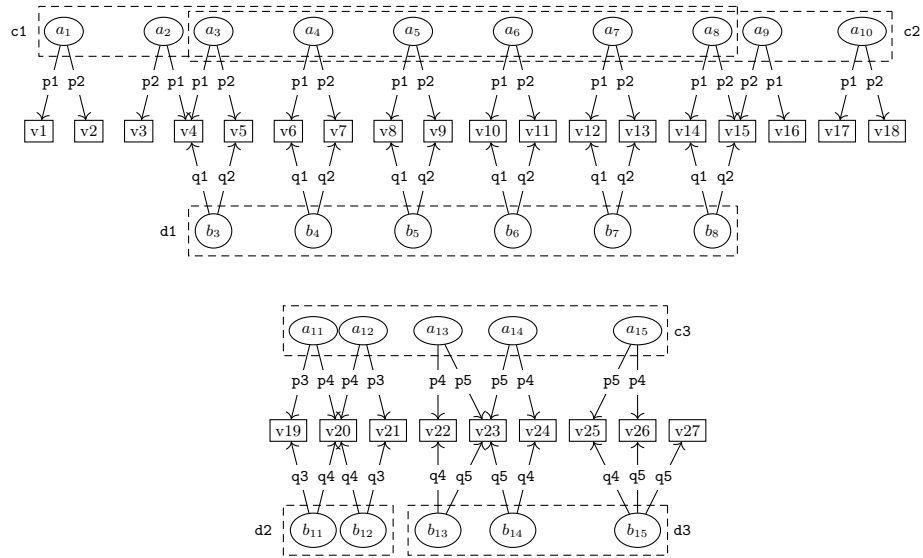 c1 a₁ a₂ a₃ a₄ a₅ a₆ a₇ a₈ a₉ a₁₀ c2
p1 p2 p2 p1 p1 p2 p1 p2 p1 p2 p1 p2 p1 p2 p1 p2 p2 p1 p1 p2
v1 v2 v3 v4 v5 v6 v7 v8 v9 v10 v11 v12 v13 v14 v15 v16 v17 v18
q1 q2 q1 q2 q1 q2 q1 q2 q1 q2 q1 q2
d1 b₃ b₄ b₅ b₆ b₇ b₈
a₁₁ a₁₂ a₁₃ a₁₄ a₁₅ c3
p3 p4 p4 p3 p4 p5 p5 p4 p5 p4
v19 v20 v21 v22 v23 v24 v25 v26 v27
q3 q4 q4 q3 q4 q5 q5 q4 q4 q5 q5
d2 b₁₁ b₁₂ b₁₃ b₁₄ b₁₅ d3